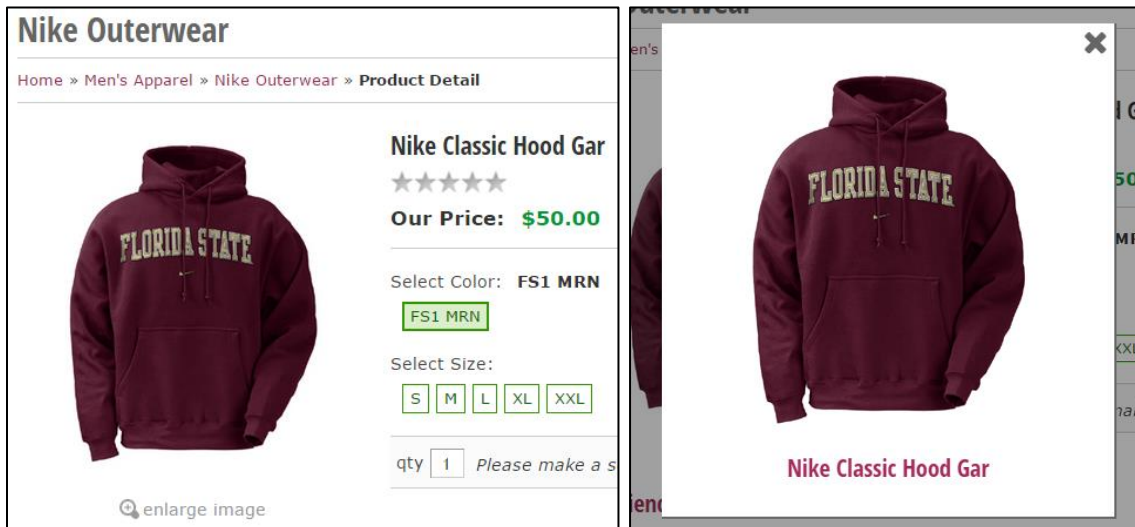 Nike Outerwear
Home » Men's Apparel » Nike Outerwear » Product Detail
FLORIDA STATE
enlarge image
Nike Classic Hood Gar
Our Price: $50.00
Select Color: FS1 MRN
FS1 MRN
Select Size:
S M L XL XXL
qty 1 Please make a s
en's
FLORIDA STATE
Nike Classic Hood Gar